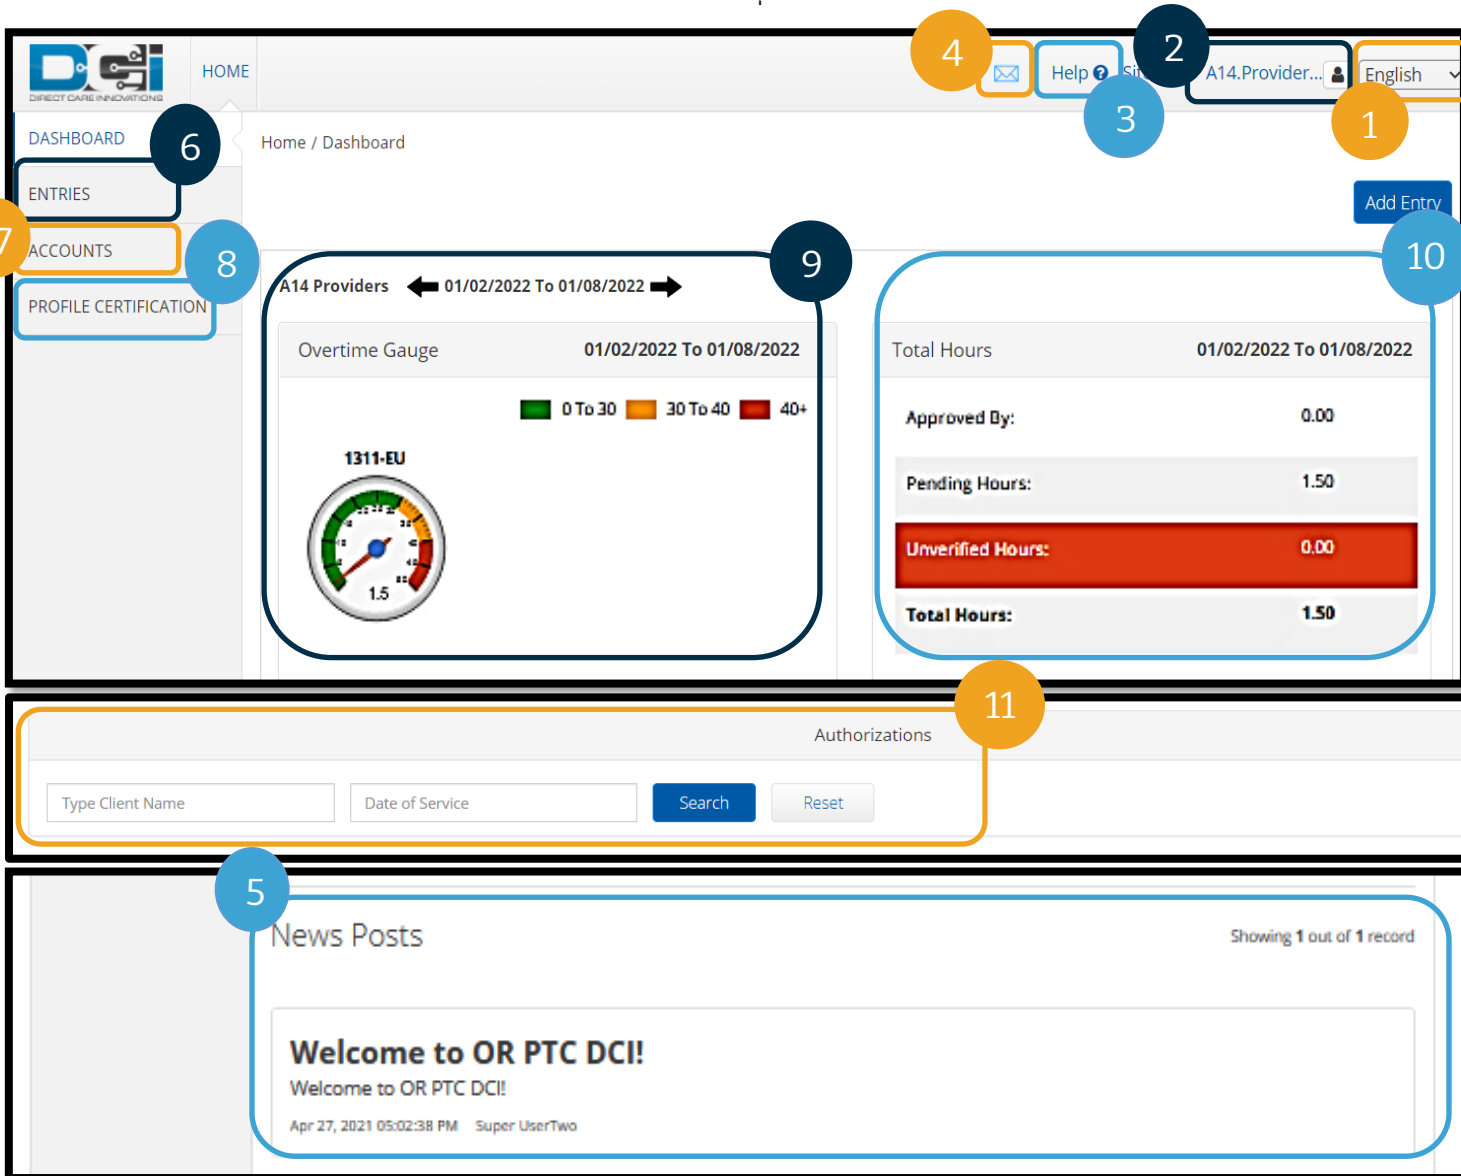 4
2
DCI
DIRECT CARE INNOVATIONS
HOME
Help
A14.Provider...
English
3
1
DASHBOARD
6
Home / Dashboard
ENTRIES
Add Entry
7
ACCOUNTS
8
9
10
PROFILE CERTIFICATION
A14 Providers 01/02/2022 To 01/08/2022
Overtime Gauge 01/02/2022 To 01/08/2022
0 To 30 30 To 40 40+
1311-EU
1.5
Total Hours 01/02/2022 To 01/08/2022
Approved By: 0.00
Pending Hours: 1.50
Unverified Hours: 0.00
Total Hours: 1.50
11
Authorizations
Type Client Name Date of Service Search Reset
5
News Posts Showing 1 out of 1 record
Welcome to OR PTC DCI!
Welcome to OR PTC DCI!
Apr 27, 2021 05:02:38 PM Super UserTwo